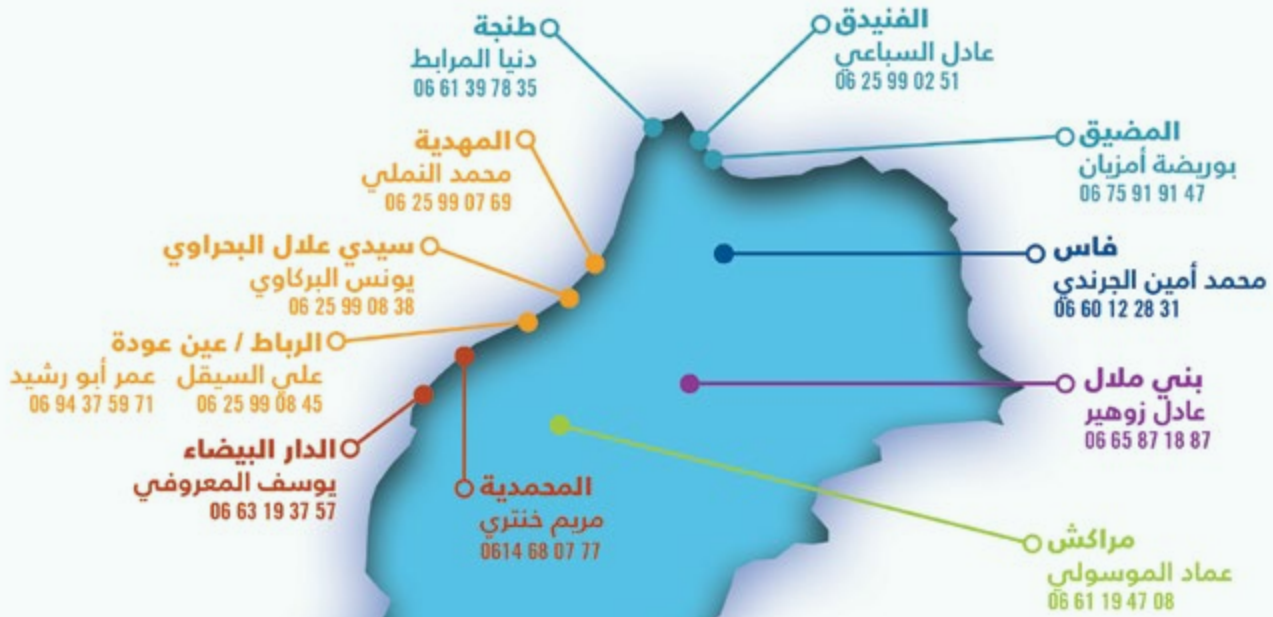 طنجة
دنيا المرابط
06 61 39 78 35
الفنيدق
عادل السباعي
06 25 99 02 51
المضيق
بوريضة أمزيان
06 75 91 91 47
المهدية
محمد النملي
06 25 99 07 69
سيدي علال البحراوي
يونس البركاوي
06 25 99 08 38
فاس
محمد أمين الجرندي
06 60 12 28 31
الرباط / عين عودة
علي السيقل عمر أبو رشيد
06 25 99 08 45 06 94 37 59 71
بني ملال
عادل زوهير
06 65 87 18 87
الدار البيضاء
يوسف المعروفي
06 63 19 37 57
المحمدية
مريم خنتري
0614 68 07 77
مراكش
عماد الموسولي
06 61 19 47 08